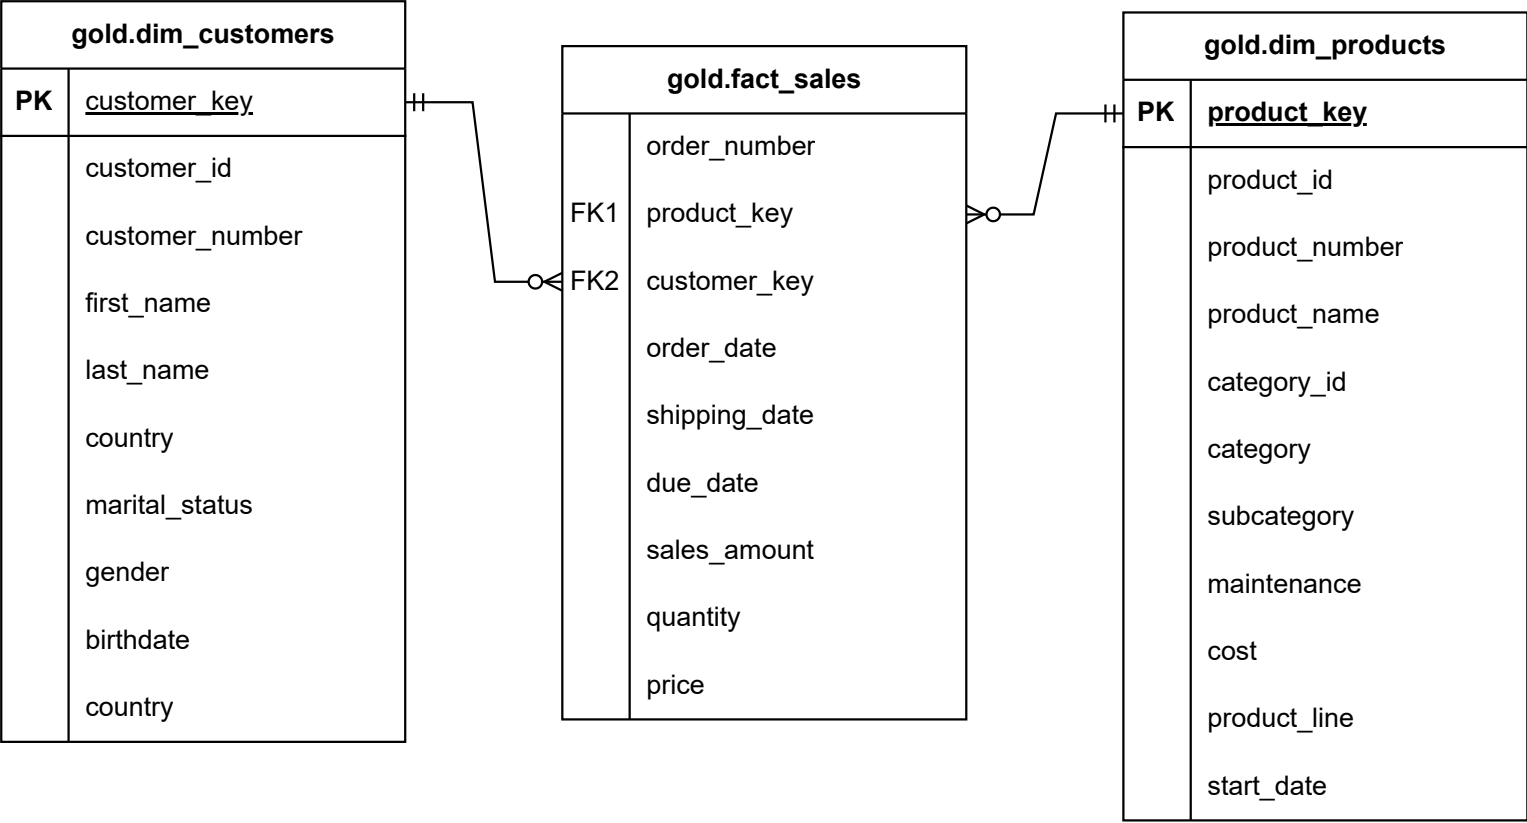 gold.dim_customers
PK customer_key
customer_id
customer_number
first_name
last_name
country
marital_status
gender
birthdate
country
gold.fact_sales
order_number
FK1 product_key
FK2 customer_key
order_date
shipping_date
due_date
sales_amount
quantity
price
gold.dim_products
PK product_key
product_id
product_number
product_name
category_id
category
subcategory
maintenance
cost
product_line
start_date